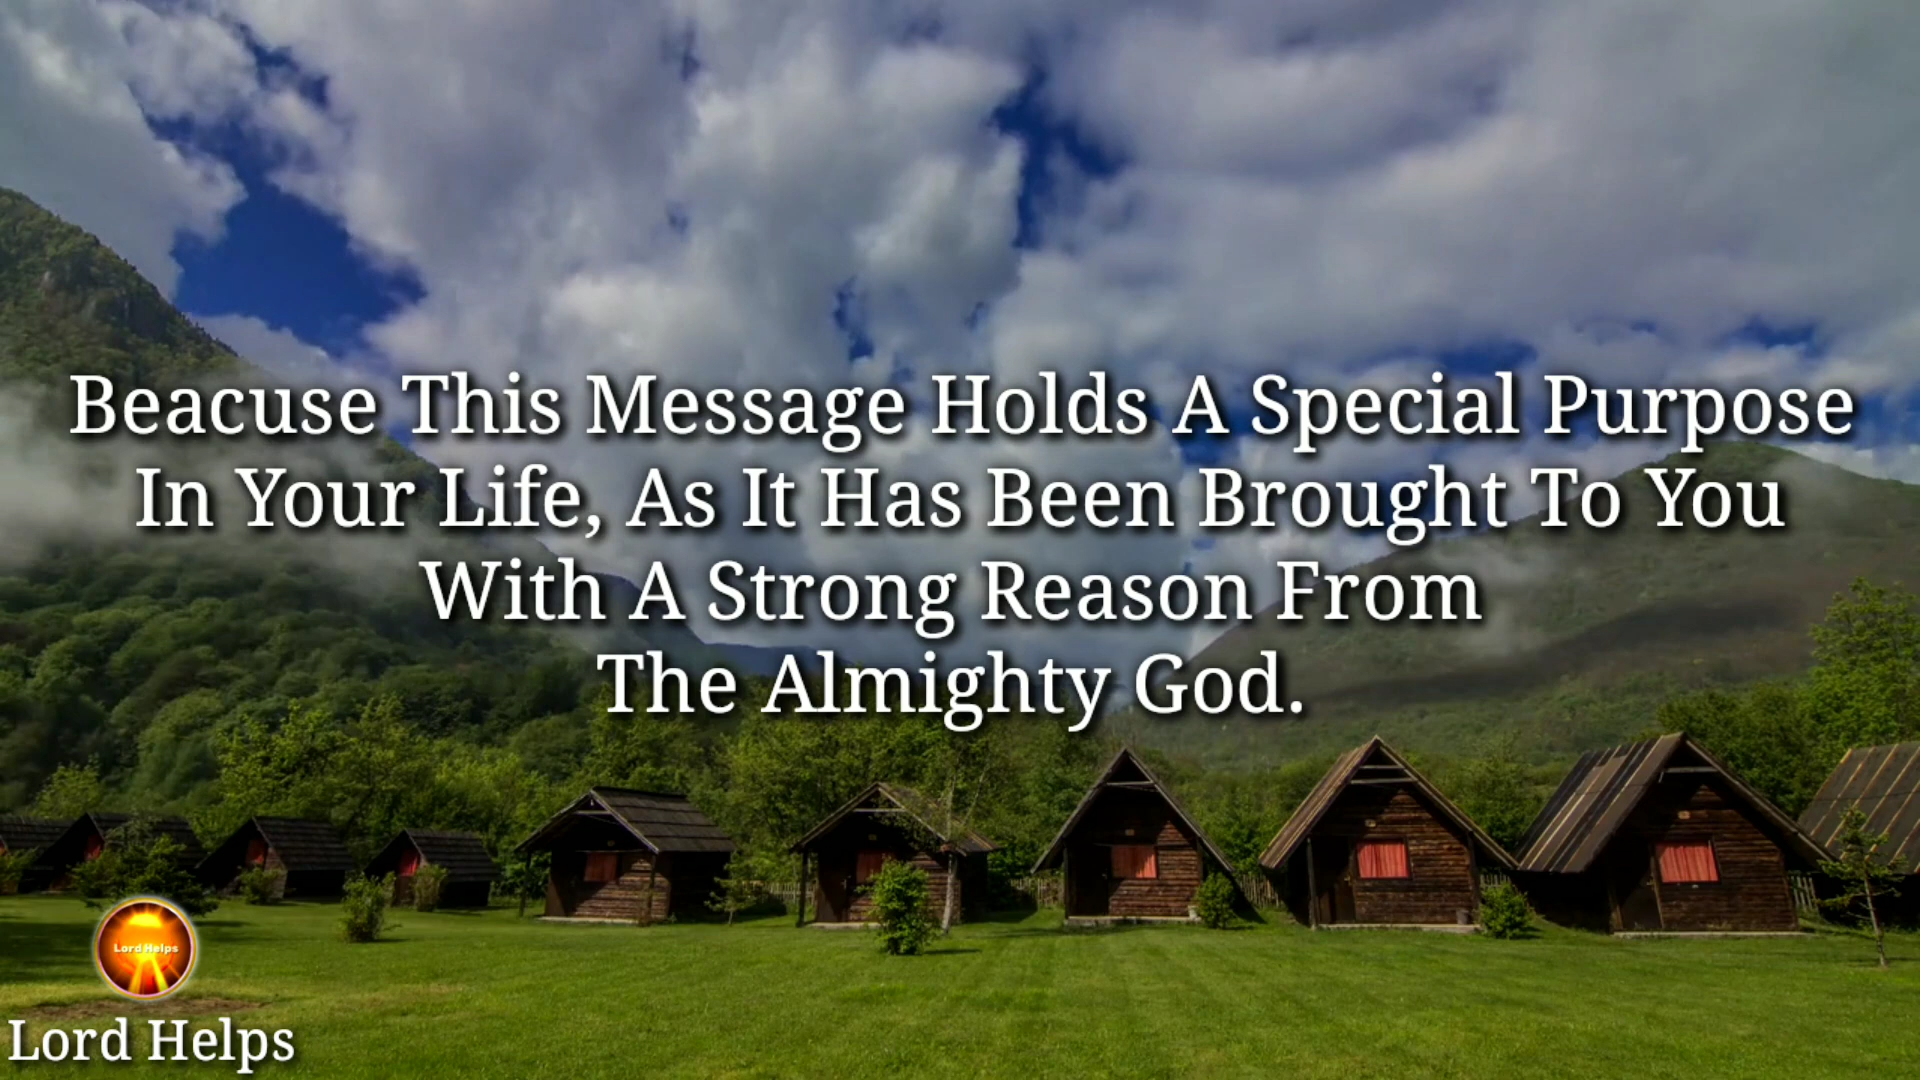 Beacuse This Message Holds A Special Purpose
In Your Life, As It Has Been Brought To You
With A Strong Reason From
The Almighty God.
Lord Helps
Lord Helps